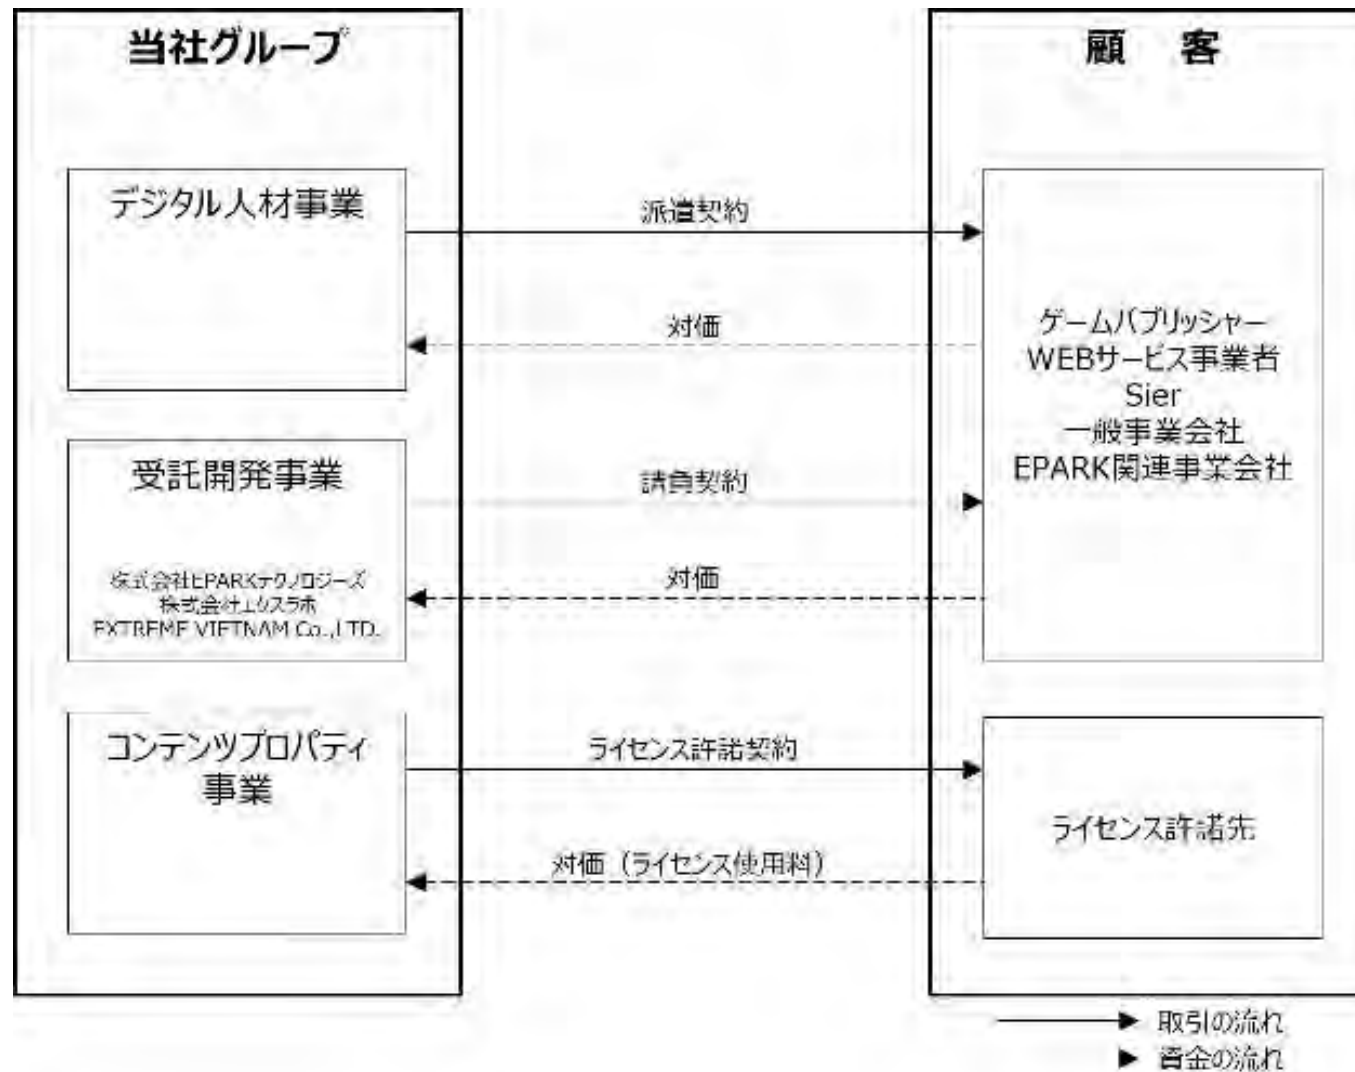 当社グループ
顧 客
デジタル人材事業
派遣契約
対価
ゲームパブリッシャー
WEBサービス事業者
Sier
一般事業会社
EPARK関連事業会社
受託開発事業
株式会社EPARKテクノロジーズ
株式会社エクスラボ
EXTREME VIETNAM Co.,LTD.
請負契約
対価
コンテンツプロパティ
事業
ライセンス許諾契約
対価（ライセンス使用料）
ライセンス許諾先
取引の流れ
資金の流れ